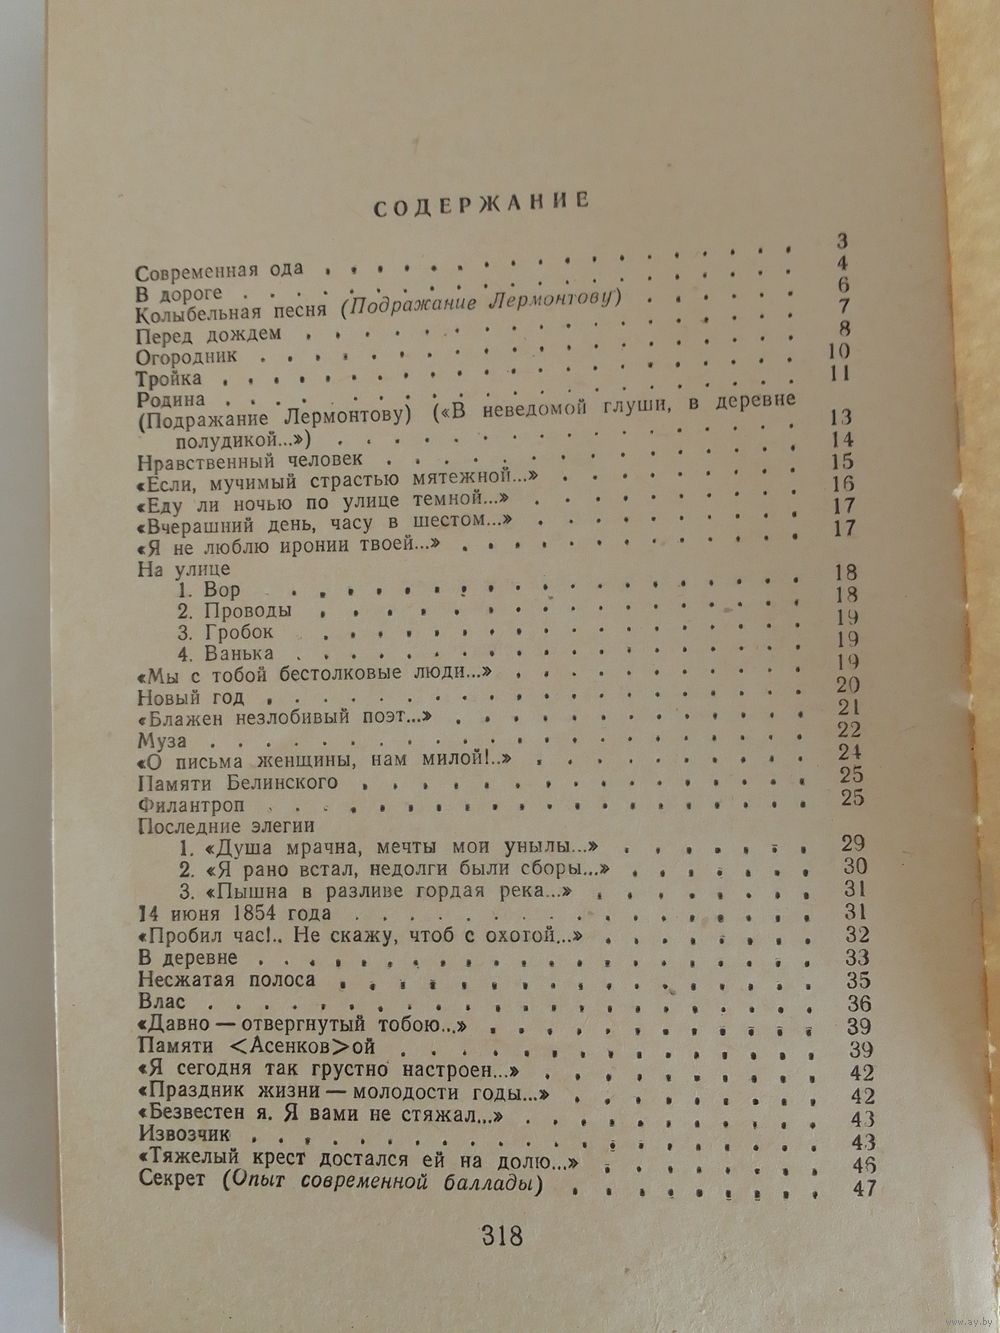 СОДЕРЖАНИЕ
Современная ода . . . . . . . . . . . . . . . . . . 3
В дороге . . . . . . . . . . . . . . . . . . . . . 4
Колыбельная песня (Подражание Лермонтову) . . . . . . 6
Перед дождем . . . . . . . . . . . . . . . . . . . 7
Огородник . . . . . . . . . . . . . . . . . . . . 8
Тройка . . . . . . . . . . . . . . . . . . . . . . 10
Родина . . . . . . . . . . . . . . . . . . . . . . 11
(Подражание Лермонтову) («В неведомой глуши, в деревне
полудикой...») . . . . . . . . . . . . . . . . . . 13
Нравственный человек . . . . . . . . . . . . . . . 14
«Если, мучимый страстью мятежной...» . . . . . . . . . 15
«Еду ли ночью по улице темной...» . . . . . . . . . . 16
«Вчерашний день, часу в шестом...» . . . . . . . . . . 17
«Я не люблю иронии твоей...» . . . . . . . . . . . . . 17
На улице
1. Вор . . . . . . . . . . . . . . . . . . . . 18
2. Проводы . . . . . . . . . . . . . . . . . . 18
3. Гробок . . . . . . . . . . . . . . . . . . 19
4. Ванька . . . . . . . . . . . . . . . . . . . 19
«Мы с тобой бестолковые люди...» . . . . . . . . . . . 19
Новый год . . . . . . . . . . . . . . . . . . . . 20
«Блажен незлобивый поэт...» . . . . . . . . . . . . . 21
Муза . . . . . . . . . . . . . . . . . . . . . . 22
«О письма женщины, нам милой!..» . . . . . . . . . . 24
Памяти Белинского . . . . . . . . . . . . . . . . 25
Филантроп . . . . . . . . . . . . . . . . . . . . 25
Последние элегии
1. «Душа мрачна, мечты мои унылы...» . . . . . . . 29
2. «Я рано встал, недолги были сборы...» . . . . . . . 30
3. «Пышна в разливе гордая река...» . . . . . . . . 31
14 июня 1854 года . . . . . . . . . . . . . . . . . 31
«Пробил час!.. Не скажу, чтоб с охотой...» . . . . . . . . 32
В деревне . . . . . . . . . . . . . . . . . . . . 33
Несжатая полоса . . . . . . . . . . . . . . . . . 35
Влас . . . . . . . . . . . . . . . . . . . . . . 36
«Давно — отвергнутый тобою...» . . . . . . . . . . . . 39
Памяти <Асенков>ой . . . . . . . . . . . . . . . 39
«Я сегодня так грустно настроен...» . . . . . . . . . . 42
«Праздник жизни — молодости годы...» . . . . . . . . . 42
«Безвестен я. Я вами не стяжал...» . . . . . . . . . . . 43
Извозчик . . . . . . . . . . . . . . . . . . . . . 43
«Тяжелый крест достался ей на долю...» . . . . . . . . 46
Секрет (Опыт современной баллады) . . . . . . . . . 47
318
www.ay.by